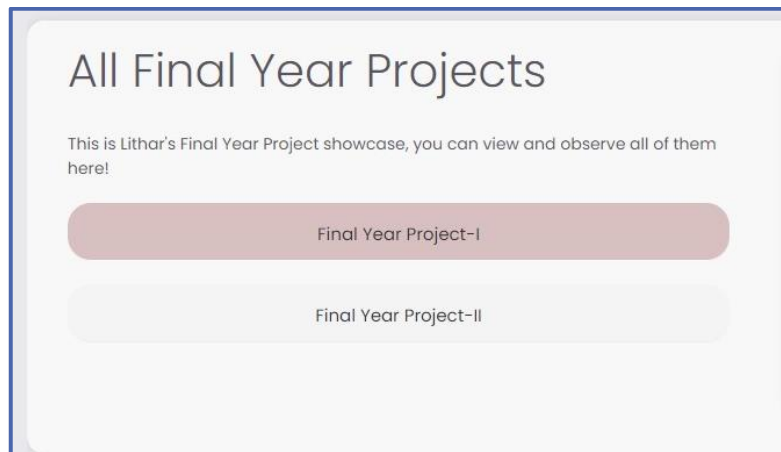 All Final Year Projects
This is Lithar's Final Year Project showcase, you can view and observe all of them
here!
Final Year Project-I
Final Year Project-II